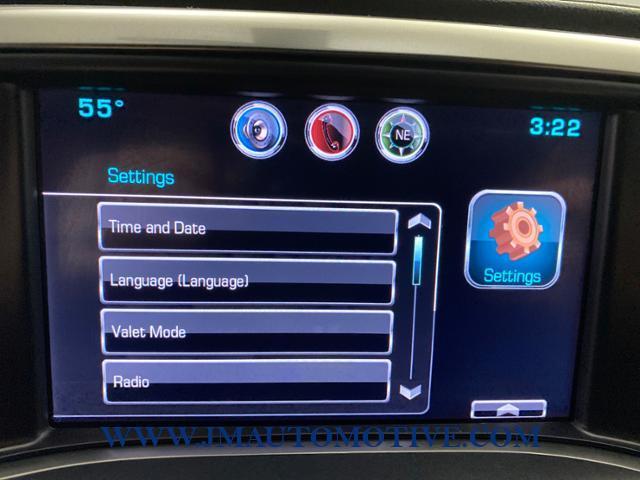 55°
NE
3:22
Settings
Time and Date
Language (Language)
Valet Mode
Radio
Settings
WWW.JMAUTOMOTIVE.COM